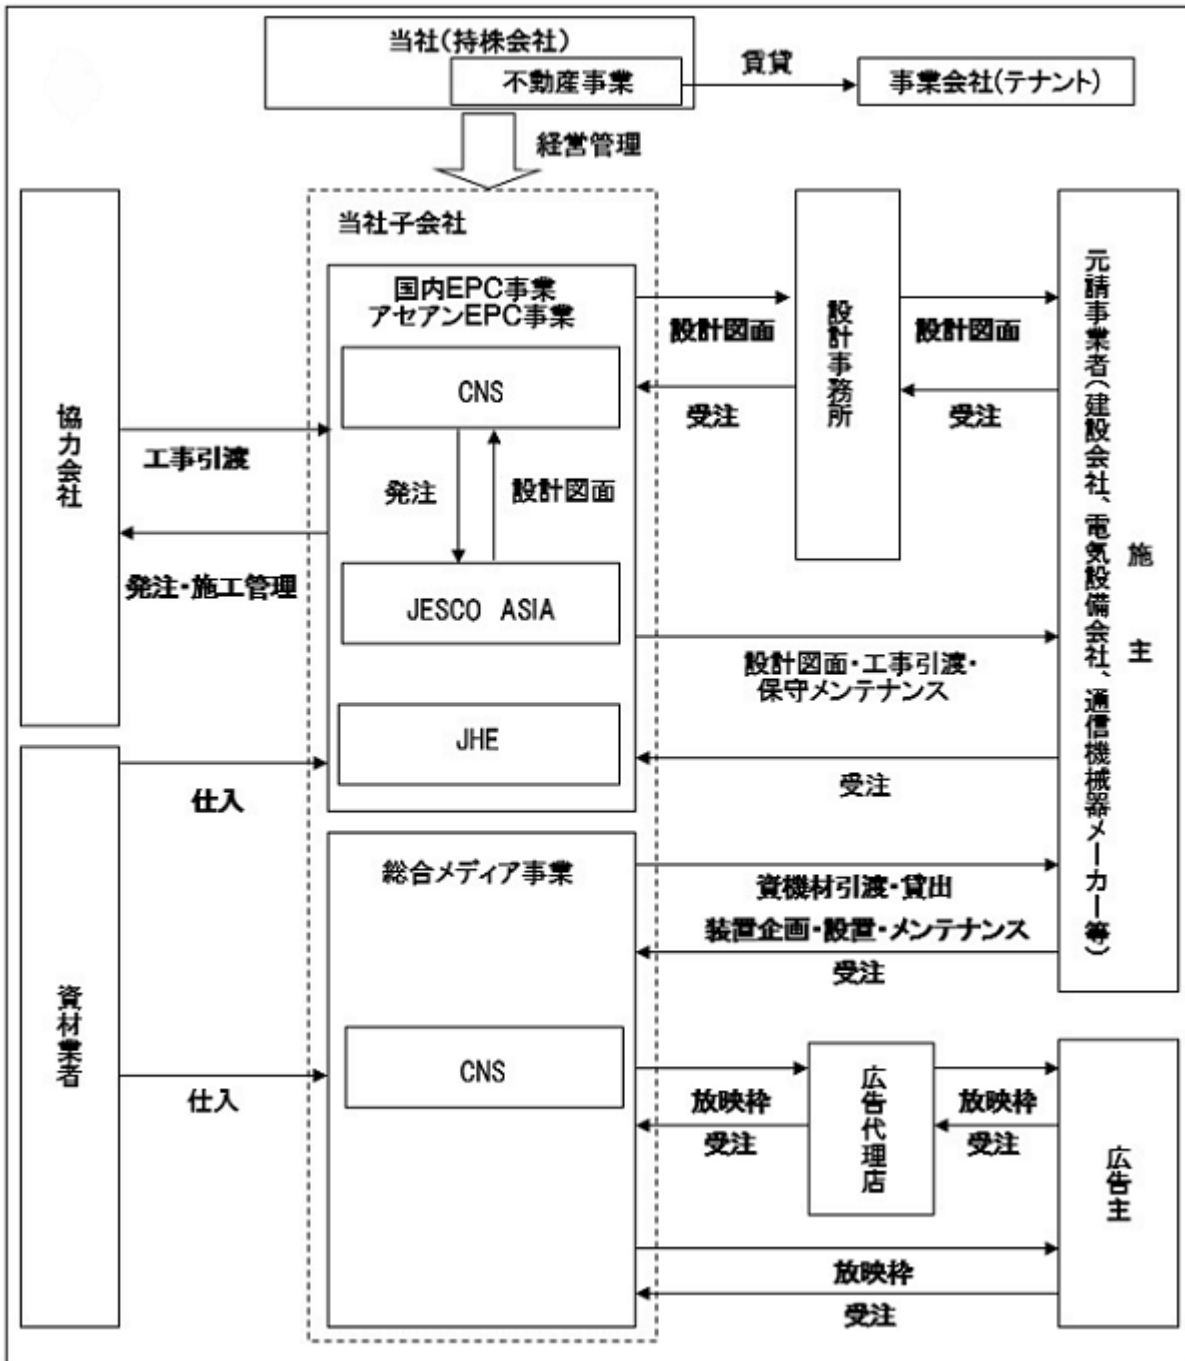 当社(持株会社)
不動産事業
賃貸
事業会社(テナント)
経営管理
当社子会社
国内EPC事業
アセアンEPC事業
CNS
発注
設計図面
JESCO ASIA
JHE
協力会社
工事引渡
発注・施工管理
資材業者
仕入
仕入
設計図面
受注
設計事務所
設計図面
受注
設計図面・工事引渡・
保守メンテナンス
受注
元請事業者(建設会社、電気設備会社、通信機械器メーカー等)
施主
総合メディア事業
CNS
資機材引渡・貸出
装置企画・設置・メンテナンス
受注
放映枠
受注
広告代理店
放映枠
受注
広告主
放映枠
受注